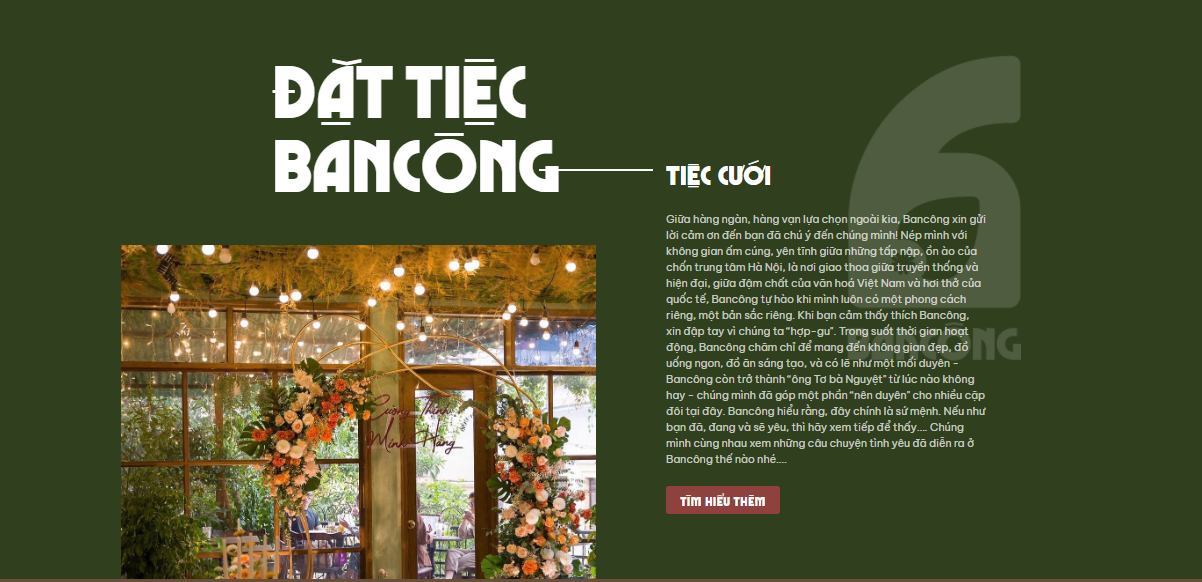 ĐẶT TIỆC
BANCÔNG
TIỆC CƯỚI
Giữa hàng ngàn, hàng vạn lựa chọn ngoài kia, Bancông xin gửi
lời cảm ơn đến bạn đã chú ý đến chúng mình! Nép mình với
không gian ấm cúng, yên tĩnh giữa những tấp nập, ồn ào của
chốn trung tâm Hà Nội, là nơi giao thoa giữa truyền thống và
hiện đại, giữa đậm chất của văn hoá Việt Nam và hơi thở của
quốc tế, Bancông tự hào khi mình luôn có một phong cách
riêng, một bản sắc riêng. Khi bạn cảm thấy thích Bancông,
xin đập tay vì chúng ta “hợp-gu”. Trong suốt thời gian hoạt
động, Bancông chăm chỉ để mang đến không gian đẹp, đồ
uống ngon, đồ ăn sáng tạo, và có lẽ như một mối duyên –
Bancông còn trở thành “ông Tơ bà Nguyệt” từ lúc nào không
hay – chúng mình đã góp một phần “nên duyên” cho nhiều cặp
đôi tại đây. Bancông hiểu rằng, đây chính là sứ mệnh. Nếu như
bạn đã, đang và sẽ yêu, thì hãy xem tiếp để thấy…. Chúng
mình cùng nhau xem những câu chuyện tình yêu đã diễn ra ở
Bancông thế nào nhé….
TÌM HIỂU THÊM
BANCÔNG
Cường Thịnh
Minh Hằng